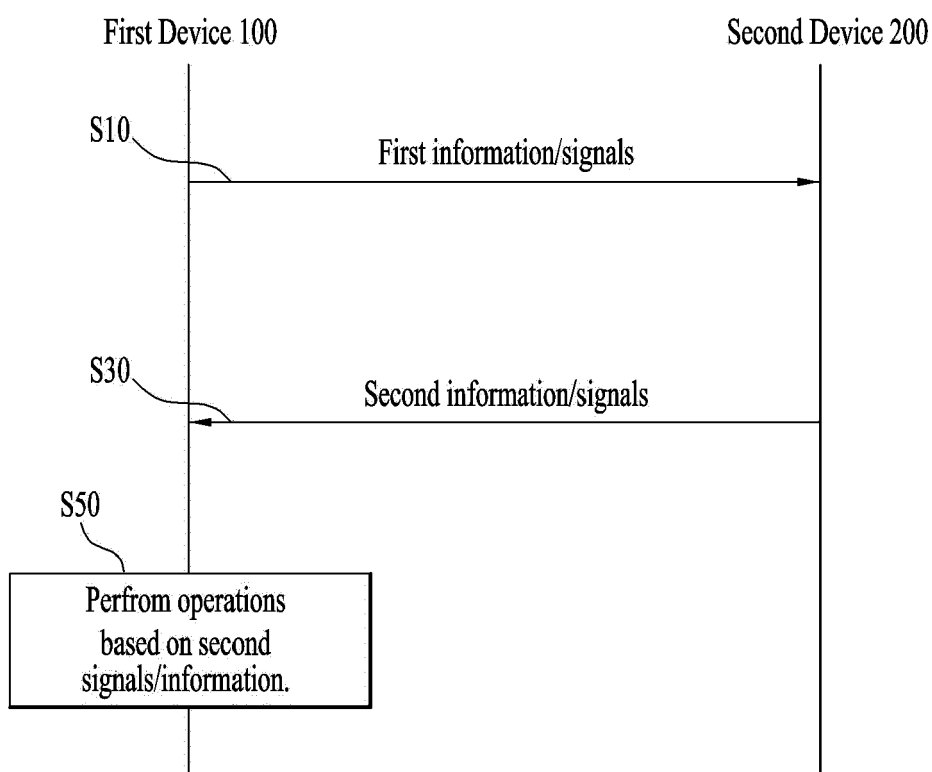 First Device 100
Second Device 200
S10
First information/signals
S30
Second information/signals
S50
Perfrom operations
based on second
signals/information.